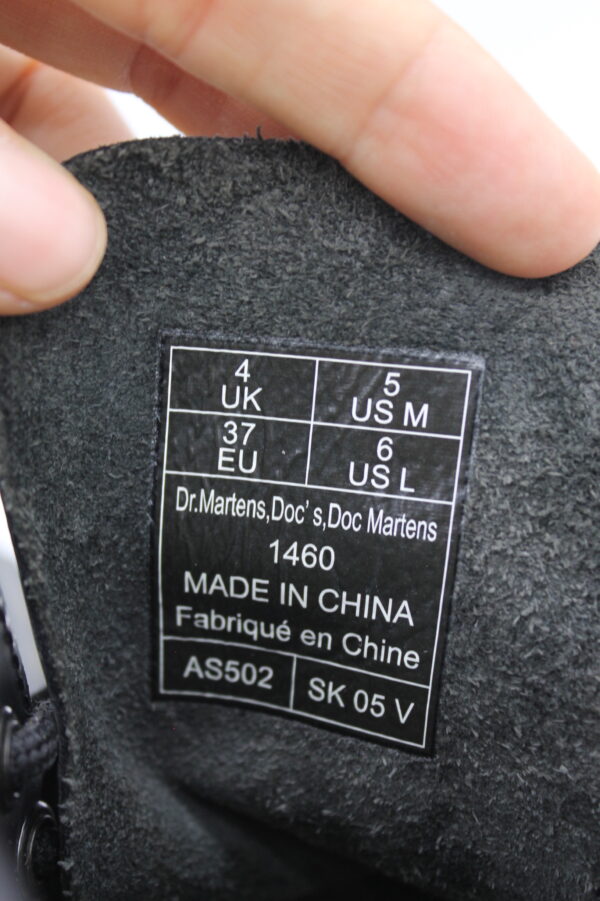 4
UK
5
US M
37
EU
6
US L
Dr.Martens,Doc's,Doc Martens
1460
MADE IN CHINA
Fabriqué en Chine
AS502
SK 05 V